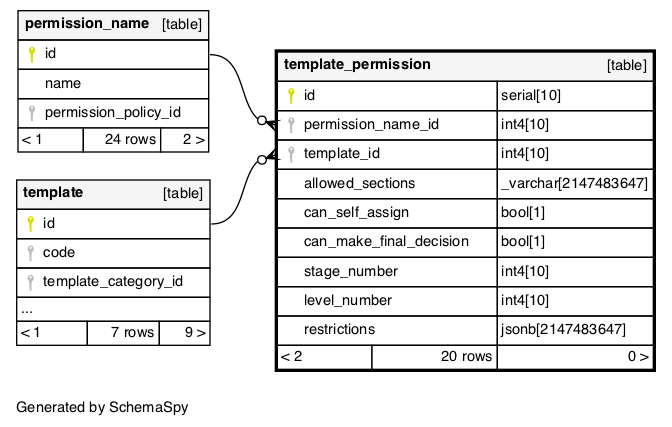 permission_name [table]
id
name
permission_policy_id
< 1 24 rows 2 >
template [table]
id
code
template_category_id
...
< 1 7 rows 9 >
template_permission [table]
id serial[10]
permission_name_id int4[10]
template_id int4[10]
allowed_sections _varchar[2147483647]
can_self_assign bool[1]
can_make_final_decision bool[1]
stage_number int4[10]
level_number int4[10]
restrictions jsonb[2147483647]
< 2 20 rows 0 >
Generated by SchemaSpy